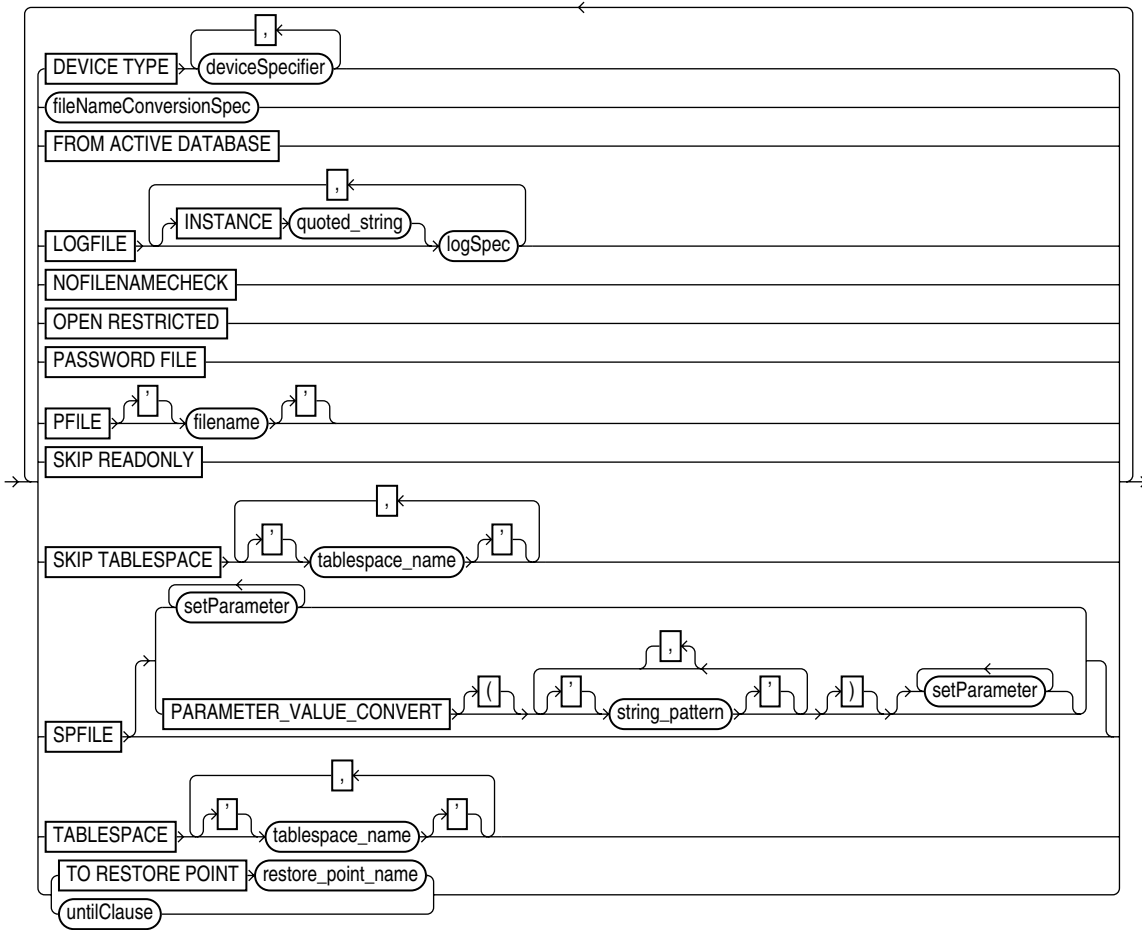 ,
DEVICE TYPE deviceSpecifier
fileNameConversionSpec
FROM ACTIVE DATABASE
,
INSTANCE quoted_string
LOGFILE logSpec
NOFILENAMECHECK
OPEN RESTRICTED
PASSWORD FILE
' '
PFILE filename
SKIP READONLY
,
' '
SKIP TABLESPACE tablespace_name
setParameter
,
( ' ' ) setParameter
PARAMETER_VALUE_CONVERT string_pattern
SPFILE
,
' '
TABLESPACE tablespace_name
TO RESTORE POINT restore_point_name
untilClause